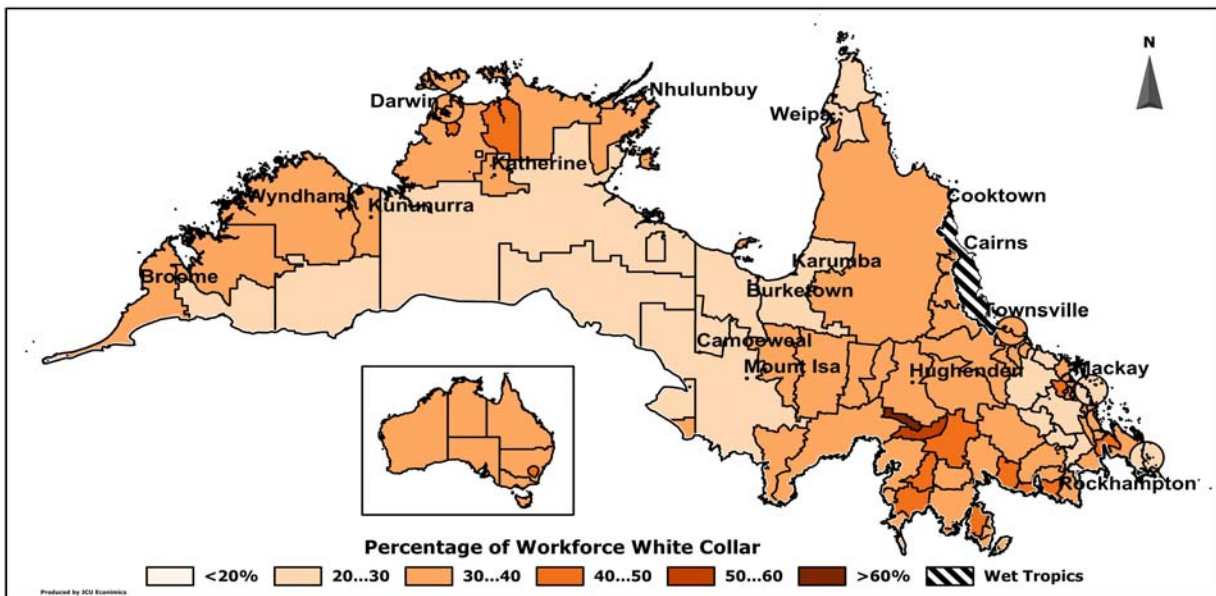 N
Darwin
Nhulunbuy
Weipa
Katherine
Wyndham
Kununurra
Cooktown
Cairns
Broome
Karumba
Burketown
Townsville
Camooweal
Mount Isa
Hughenden
Mackay
Rockhampton
Percentage of Workforce White Collar
<20% 20...30 30...40 40...50 50...60 >60% Wet Tropics
Produced by JCU Econimics